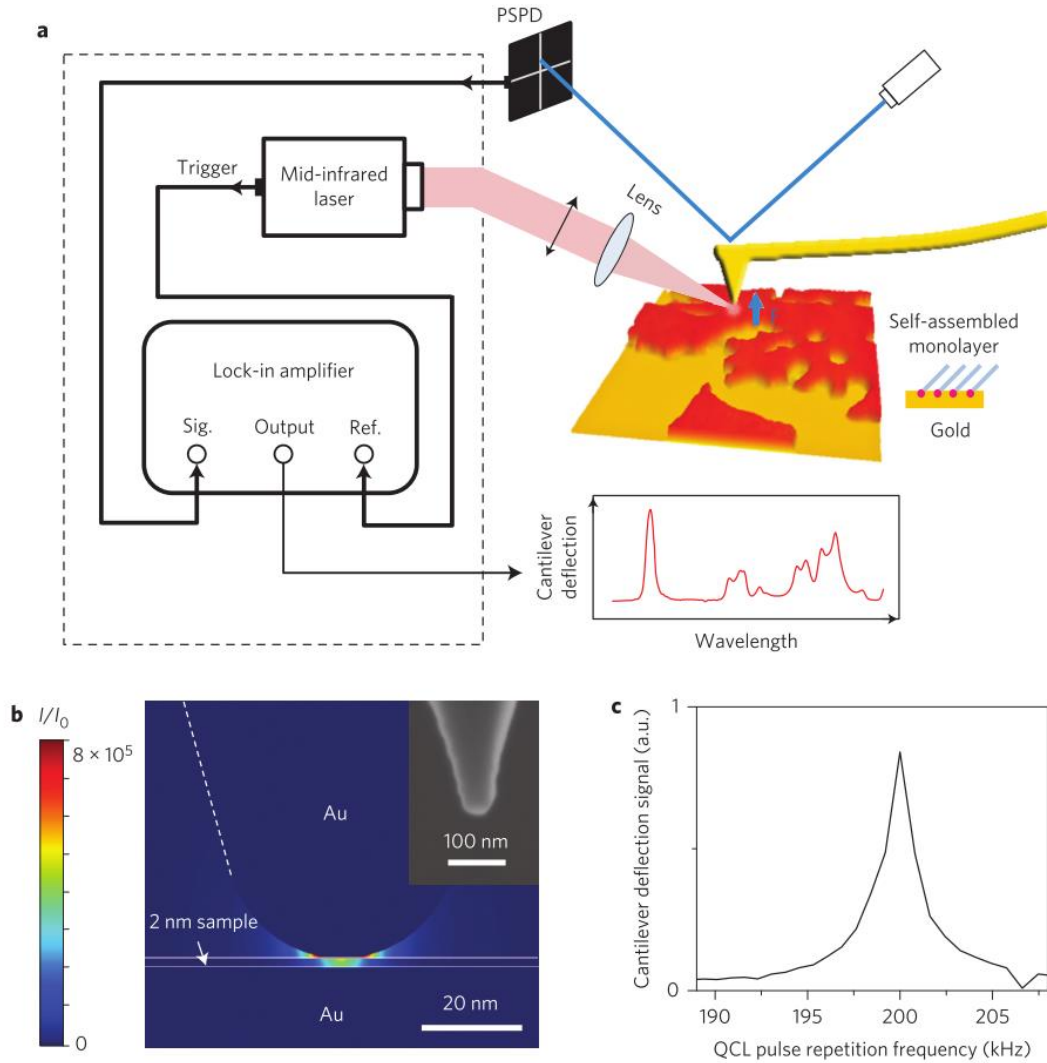 a
PSPD
Trigger
Mid-infrared
laser
Lens
Lock-in amplifier
Sig.
Output
Ref.
Self-assembled
monolayer
Gold
Cantilever
deflection
Wavelength
b
I/I₀
8 × 10⁵
0
Au
100 nm
2 nm sample
Au
20 nm
c
Cantilever deflection signal (a.u.)
1
0
190
195
200
205
QCL pulse repetition frequency (kHz)